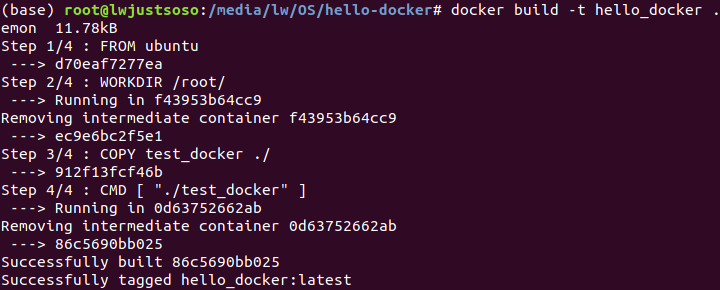 (base) root@lwjustsoso:/media/lw/OS/hello-docker# docker build -t hello_docker .
emon  11.78kB
Step 1/4 : FROM ubuntu
 ---> d70eaf7277ea
Step 2/4 : WORKDIR /root/
 ---> Running in f43953b64cc9
Removing intermediate container f43953b64cc9
 ---> ec9e6bc2f5e1
Step 3/4 : COPY test_docker ./
 ---> 912f13fcf46b
Step 4/4 : CMD [ "./test_docker" ]
 ---> Running in 0d63752662ab
Removing intermediate container 0d63752662ab
 ---> 86c5690bb025
Successfully built 86c5690bb025
Successfully tagged hello_docker:latest